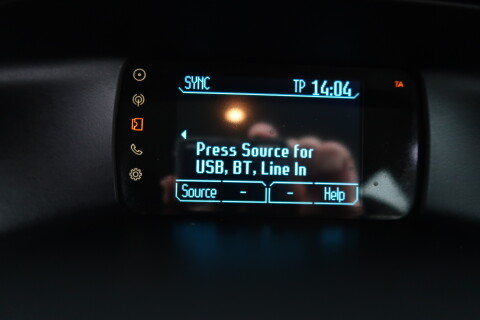 SYNC TP 14:04 TA
Press Source for
USB, BT, Line In
Source - - Help